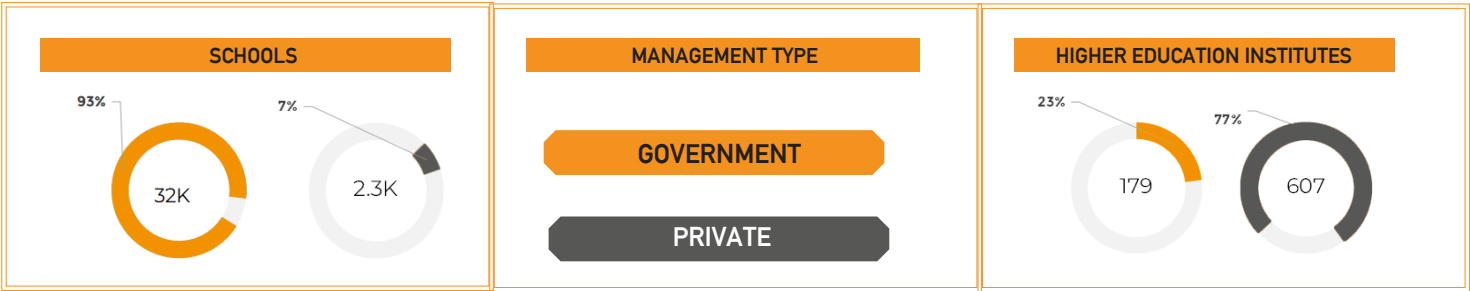 SCHOOLS
93%
7%
32K
2.3K
MANAGEMENT TYPE
GOVERNMENT
PRIVATE
HIGHER EDUCATION INSTITUTES
23%
77%
179
607